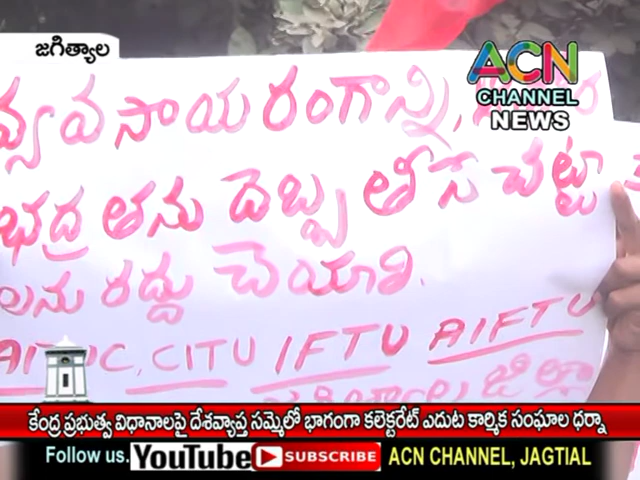 జగిత్యాల
ACN
CHANNEL
NEWS
వ్యవసాయ రంగాన్ని,
భద్రతను దెబ్బ తీసే చట్టా
లను రద్దు చేయాలి.
CITU IFTU AIFTU
జగిత్యాల జిల్లా
కేంద్ర ప్రభుత్వ విధానాలపై దేశవ్యాప్త సమ్మెలో భాగంగా కలెక్టరేట్ ఎదుట కార్మిక సంఘాల ధర్నా
Follow us. YouTube SUBSCRIBE ACN CHANNEL, JAGTIAL